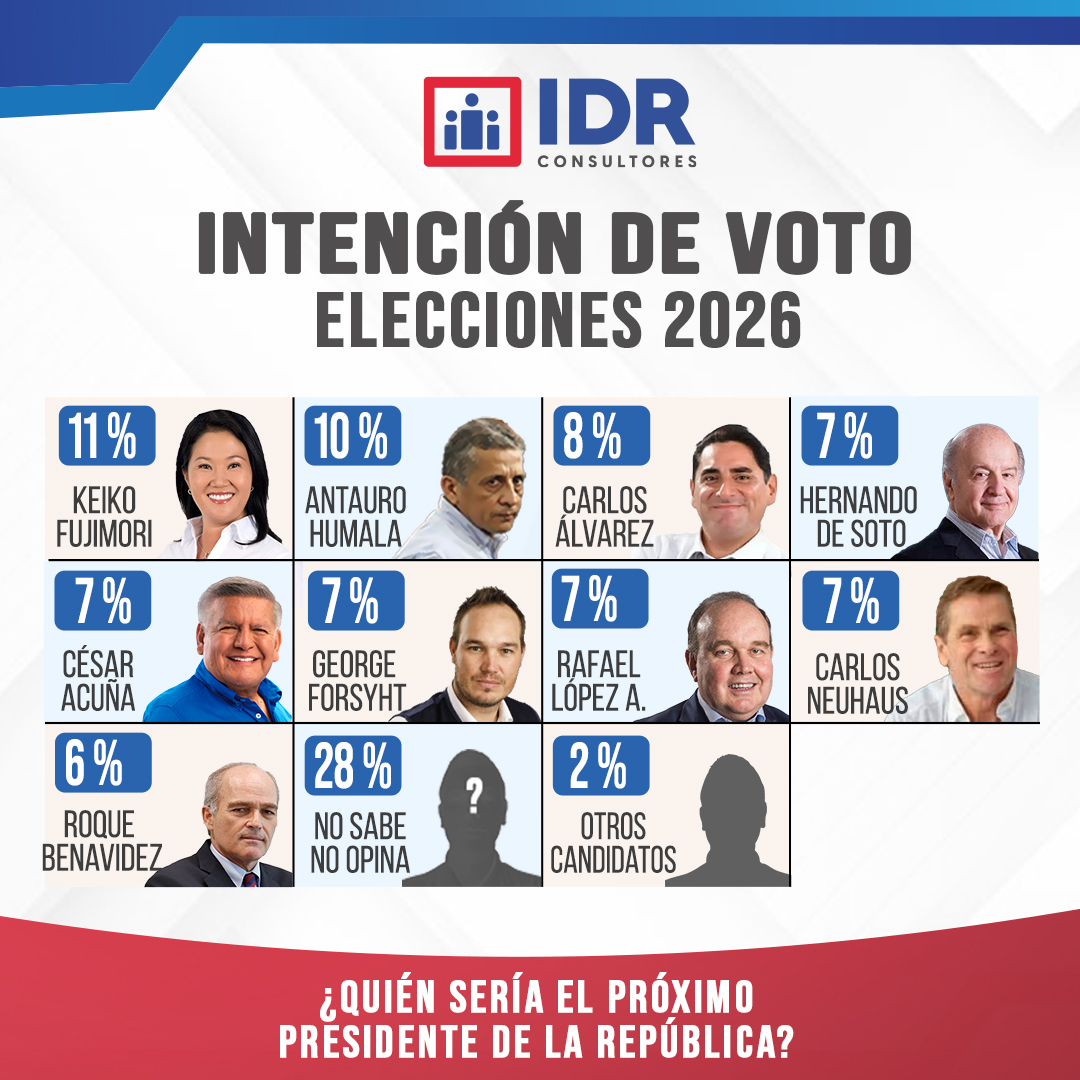 IDR
CONSULTORES
INTENCIÓN DE VOTO
ELECCIONES 2026
11%
KEIKO
FUJIMORI
10%
ANTAURO
HUMALA
8%
CARLOS
ÁLVAREZ
7%
HERNANDO
DE SOTO
7%
CÉSAR
ACUÑA
7%
GEORGE
FORSYHT
7%
RAFAEL
LÓPEZ A.
7%
CARLOS
NEUHAUS
6%
ROQUE
BENAVIDEZ
28%
NO SABE
NO OPINA
?
2%
OTROS
CANDIDATOS
¿QUIÉN SERÍA EL PRÓXIMO
PRESIDENTE DE LA REPÚBLICA?